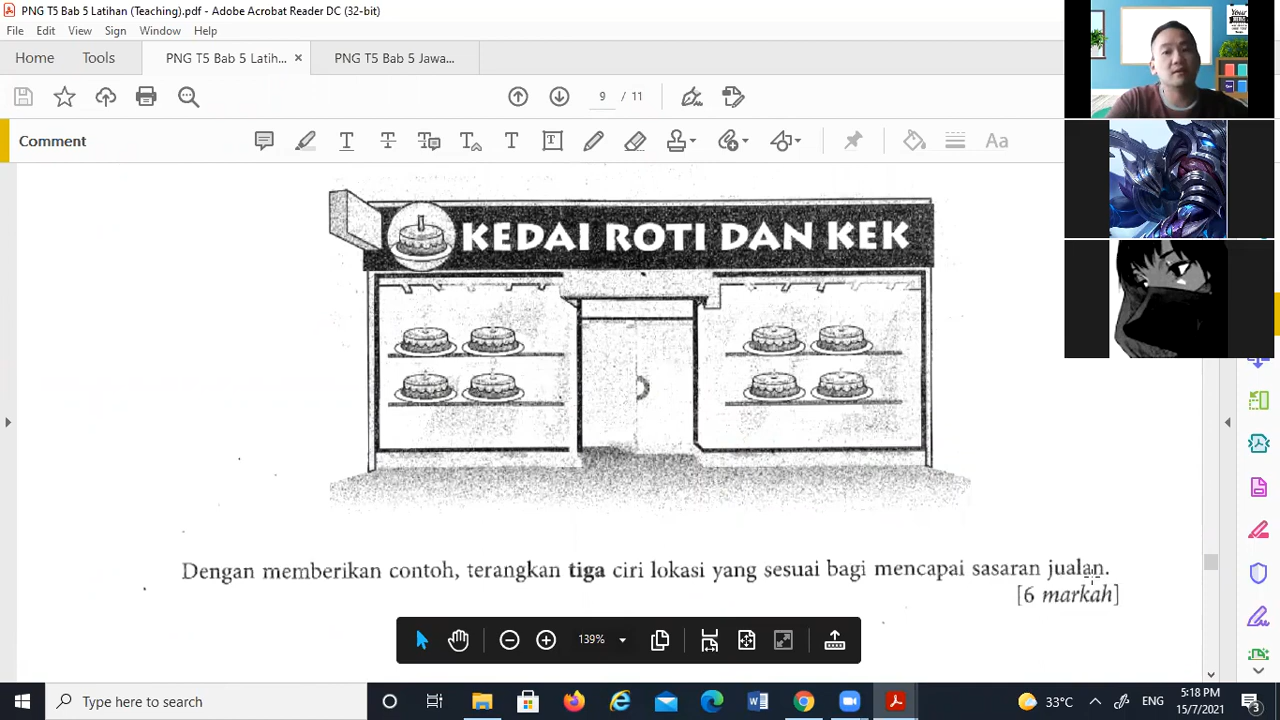 PNG T5 Bab 5 Latihan (Teaching).pdf - Adobe Acrobat Reader DC (32-bit)
File Edit View Sign Window Help
Home Tools PNG T5 Bab 5 Latih... × PNG T5 Bab 5 Jawa...
9 / 11
Comment
T T T T T Aa
KEDAI ROTI DAN KEK
Dengan memberikan contoh, terangkan tiga ciri lokasi yang sesuai bagi mencapai sasaran jualan.
[6 markah]
139%
Type here to search
33°C ENG
5:18 PM
15/7/2021
3